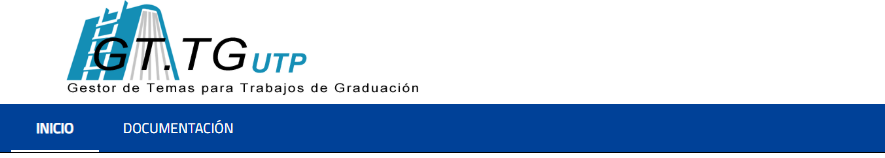 GT.TG UTP
Gestor de Temas para Trabajos de Graduación
INICIO DOCUMENTACIÓN